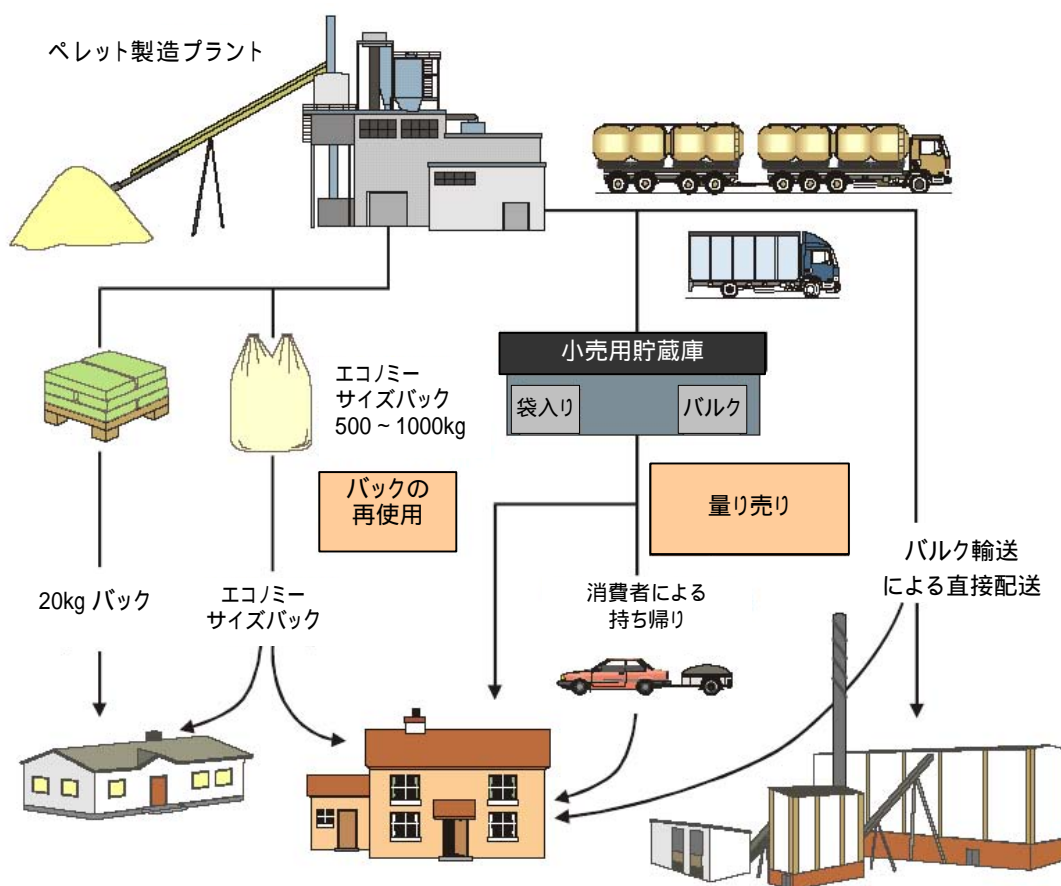 ペレット製造プラント
小売用貯蔵庫
袋入り
バルク
エコノミー
サイズバック
500 ~ 1000kg
バックの
再使用
量り売り
バルク輸送
による直接配送
20kg バック
エコノミー
サイズバック
消費者による
持ち帰り